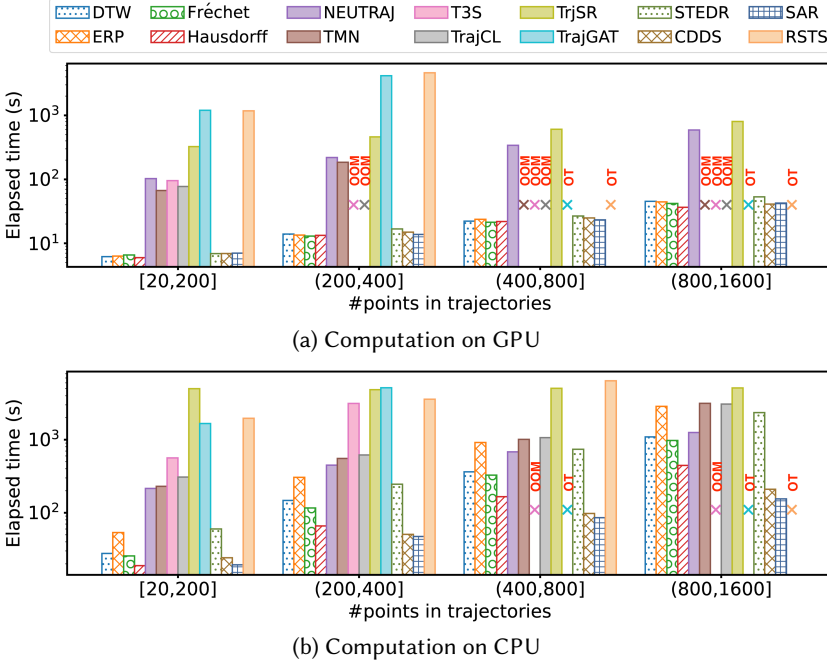 DTW Fréchet NEUTRAJ T3S TrjSR STEDR SAR
ERP Hausdorff TMN TrajCL TrajGAT CDDS RSTS
Elapsed time (s)
10³
10²
10¹
OOM OOM OOM OOM OOM OT OT OOM OOM OOM OT OT
[20,200] (200,400] (400,800] (800,1600]
#points in trajectories
(a) Computation on GPU
Elapsed time (s)
10³
10²
OOM OT OOM OT OT
[20,200] (200,400] (400,800] (800,1600]
#points in trajectories
(b) Computation on CPU